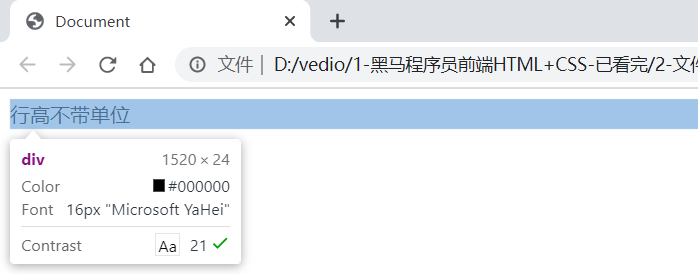 Document
文件 | D:/vedio/1-黑马程序员前端HTML+CSS-已看完/2-文
行高不带单位
div 1520 × 24
Color #000000
Font 16px "Microsoft YaHei"
Contrast Aa 21